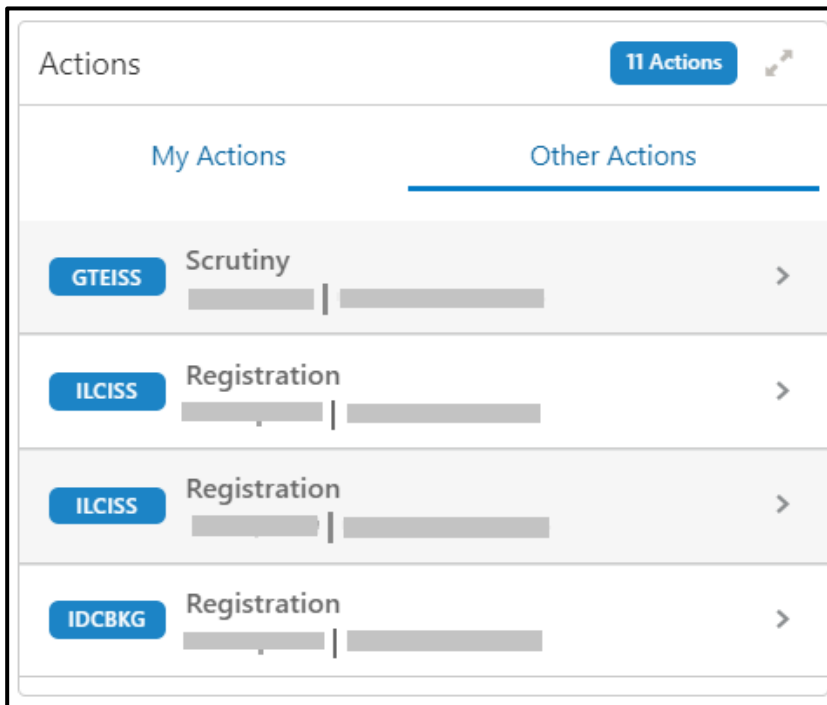 Actions
11 Actions
My Actions
Other Actions
GTEISS
Scrutiny
ILCISS
Registration
ILCISS
Registration
IDCBKG
Registration